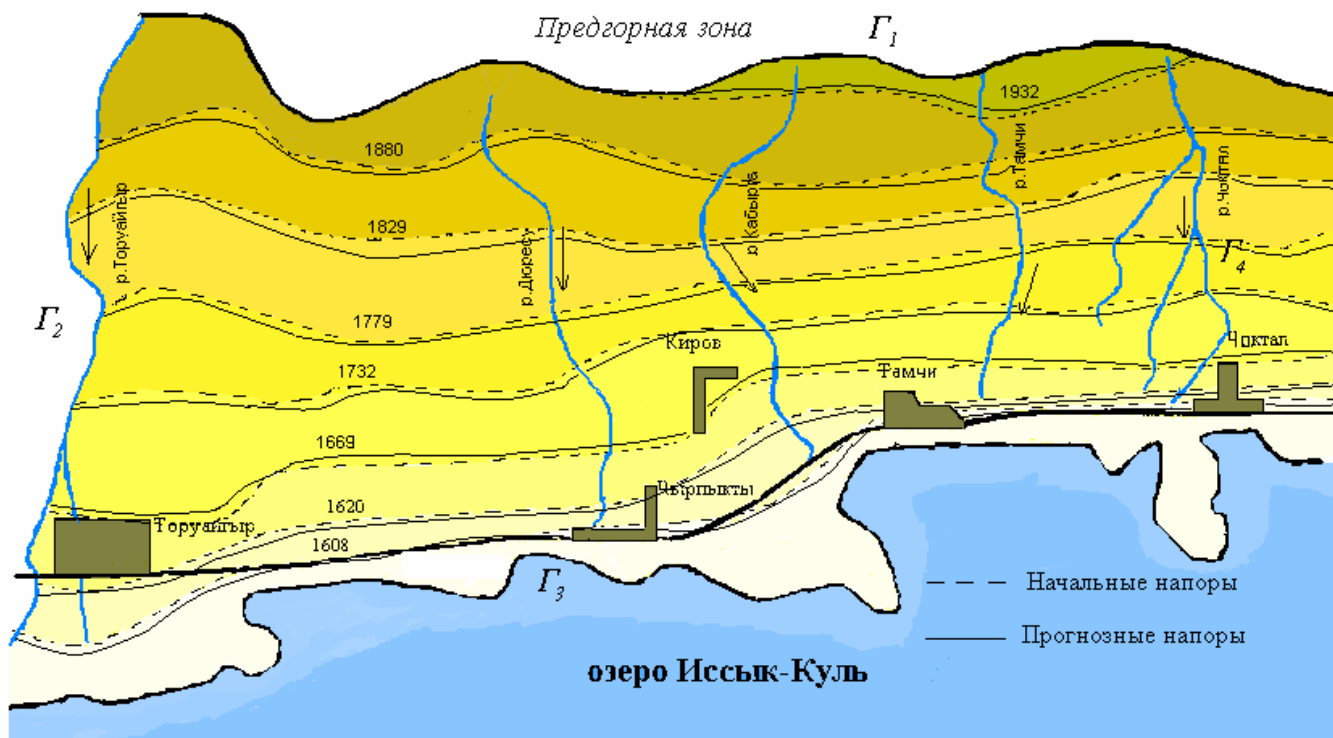 Предгорная зона
Г1
1932
р.Тамчи
1880
р.Чоктал
р.Кабырга
1829
р.Торуайгыр
р.Дюресу
Г4
Г2
1779
Киров
Чоктал
1732
Тамчи
1669
Чырпыкты
1620
Торуайгыр
1608
Г3
Начальные напоры
Прогнозные напоры
озеро Иссык-Куль